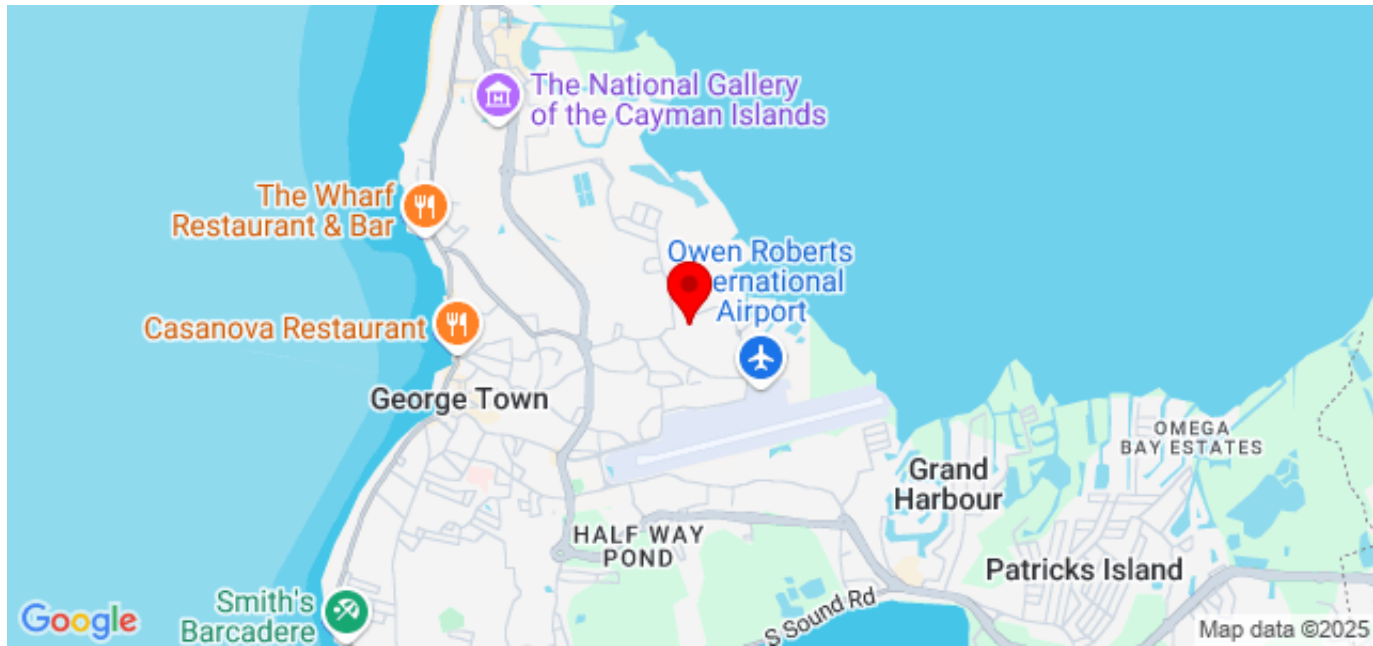 The National Gallery
of the Cayman Islands
The Wharf
Restaurant & Bar
Owen Roberts
ernational
Airport
Casanova Restaurant
George Town
OMEGA
BAY ESTATES
Grand
Harbour
HALF WAY
POND
Patricks Island
Smith's
Barcadere
S Sound Rd
Google
Map data ©2025